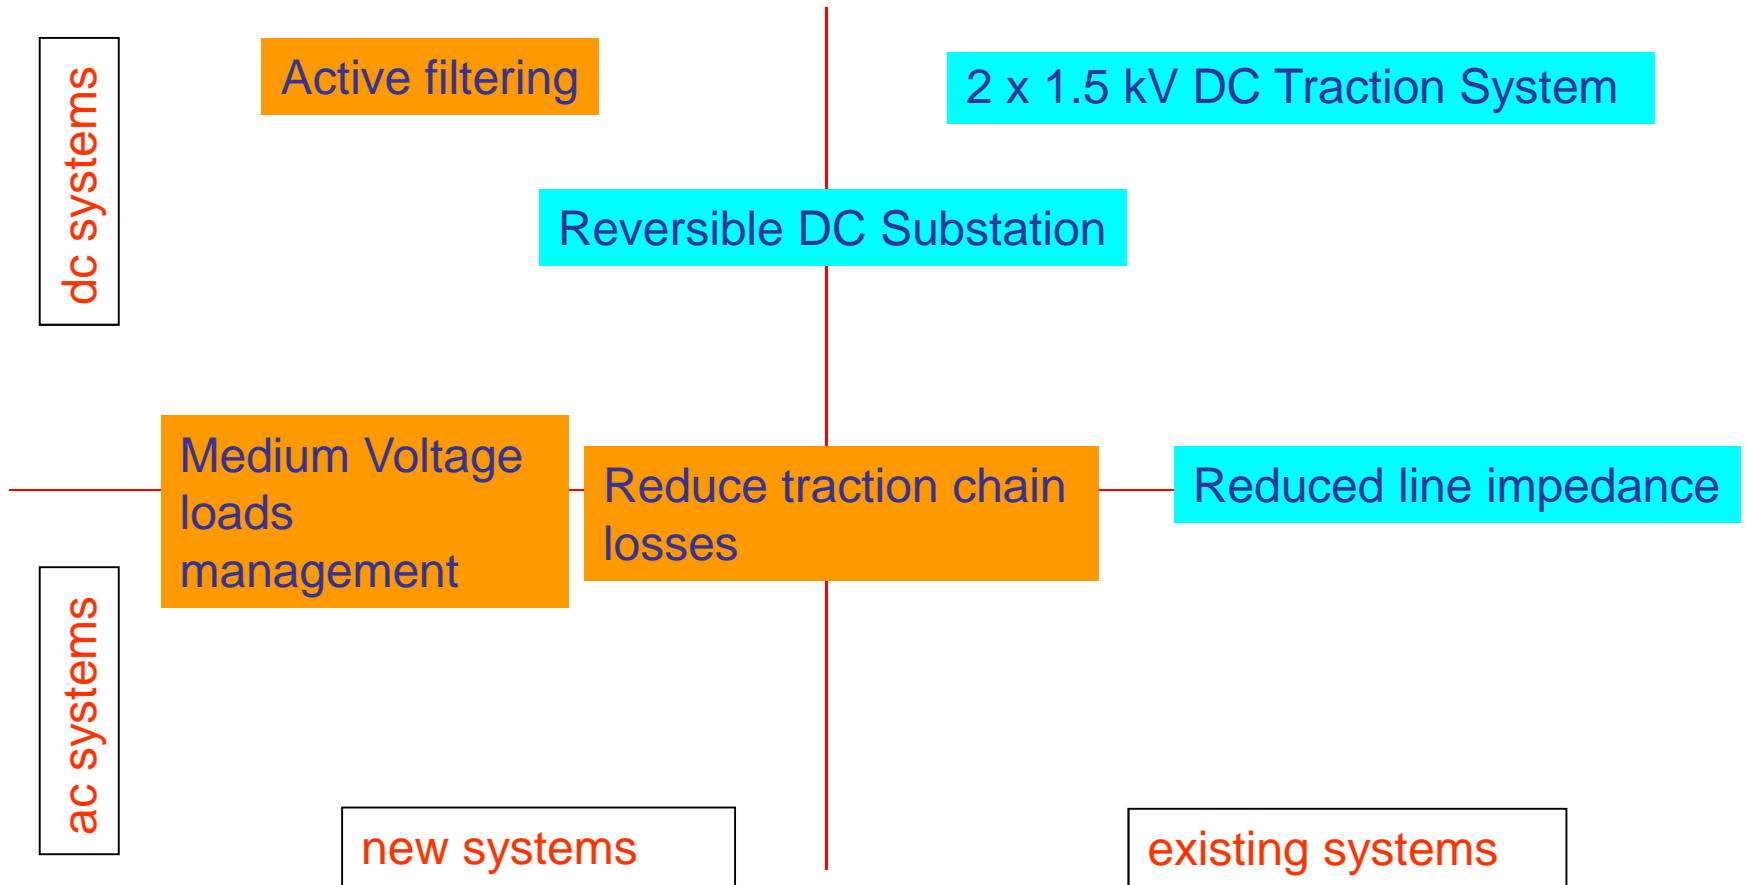 dc systems
Active filtering
2 x 1.5 kV DC Traction System
Reversible DC Substation
Medium Voltage
loads
management
Reduce traction chain
losses
Reduced line impedance
ac systems
new systems
existing systems